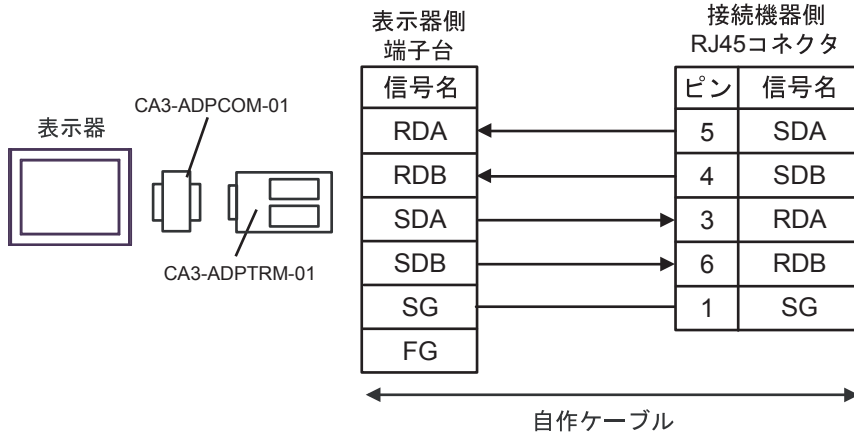 表示器
CA3-ADPCOM-01
CA3-ADPTRM-01
表示器側
端子台
信号名
RDA
RDB
SDA
SDB
SG
FG
接続機器側
RJ45コネクタ
ピン 信号名
5 SDA
4 SDB
3 RDA
6 RDB
1 SG
自作ケーブル